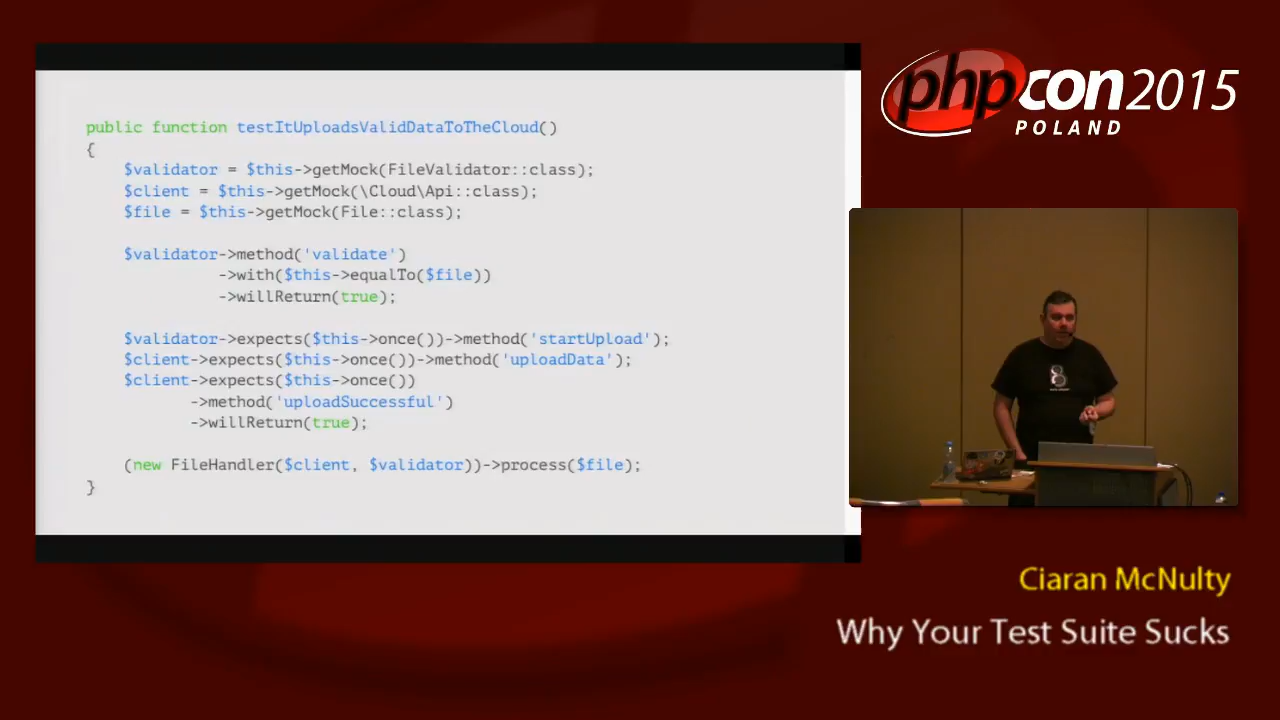 public function testItUploadsValidDataToTheCloud()
{
$validator = $this->getMock(FileValidator::class);
$client = $this->getMock(\Cloud\Api::class);
$file = $this->getMock(File::class);
$validator->method('validate')
->with($this->equalTo($file))
->willReturn(true);
$validator->expects($this->once())->method('startUpload');
$client->expects($this->once())->method('uploadData');
$client->expects($this->once())
->method('uploadSuccessful')
->willReturn(true);
(new FileHandler($client, $validator))->process($file);
}
phpcon2015
POLAND
Ciaran McNulty
Why Your Test Suite Sucks